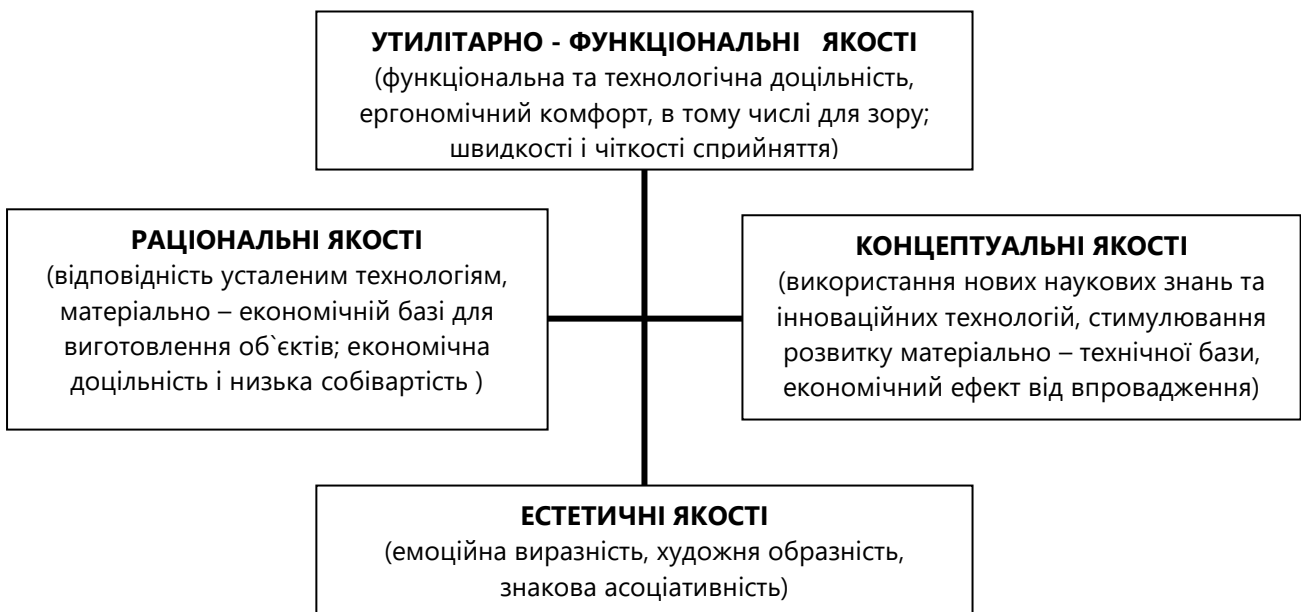 УТИЛІТАРНО - ФУНКЦІОНАЛЬНІ ЯКОСТІ
(функціональна та технологічна доцільність,
ергономічний комфорт, в тому числі для зору;
швидкості і чіткості сприйняття)
РАЦІОНАЛЬНІ ЯКОСТІ
(відповідність усталеним технологіям,
матеріально – економічній базі для
виготовлення об`єктів; економічна
доцільність і низька собівартість )
КОНЦЕПТУАЛЬНІ ЯКОСТІ
(використання нових наукових знань та
інноваційних технологій, стимулювання
розвитку матеріально – технічної бази,
економічний ефект від впровадження)
ЕСТЕТИЧНІ ЯКОСТІ
(емоційна виразність, художня образність,
знакова асоціативність)